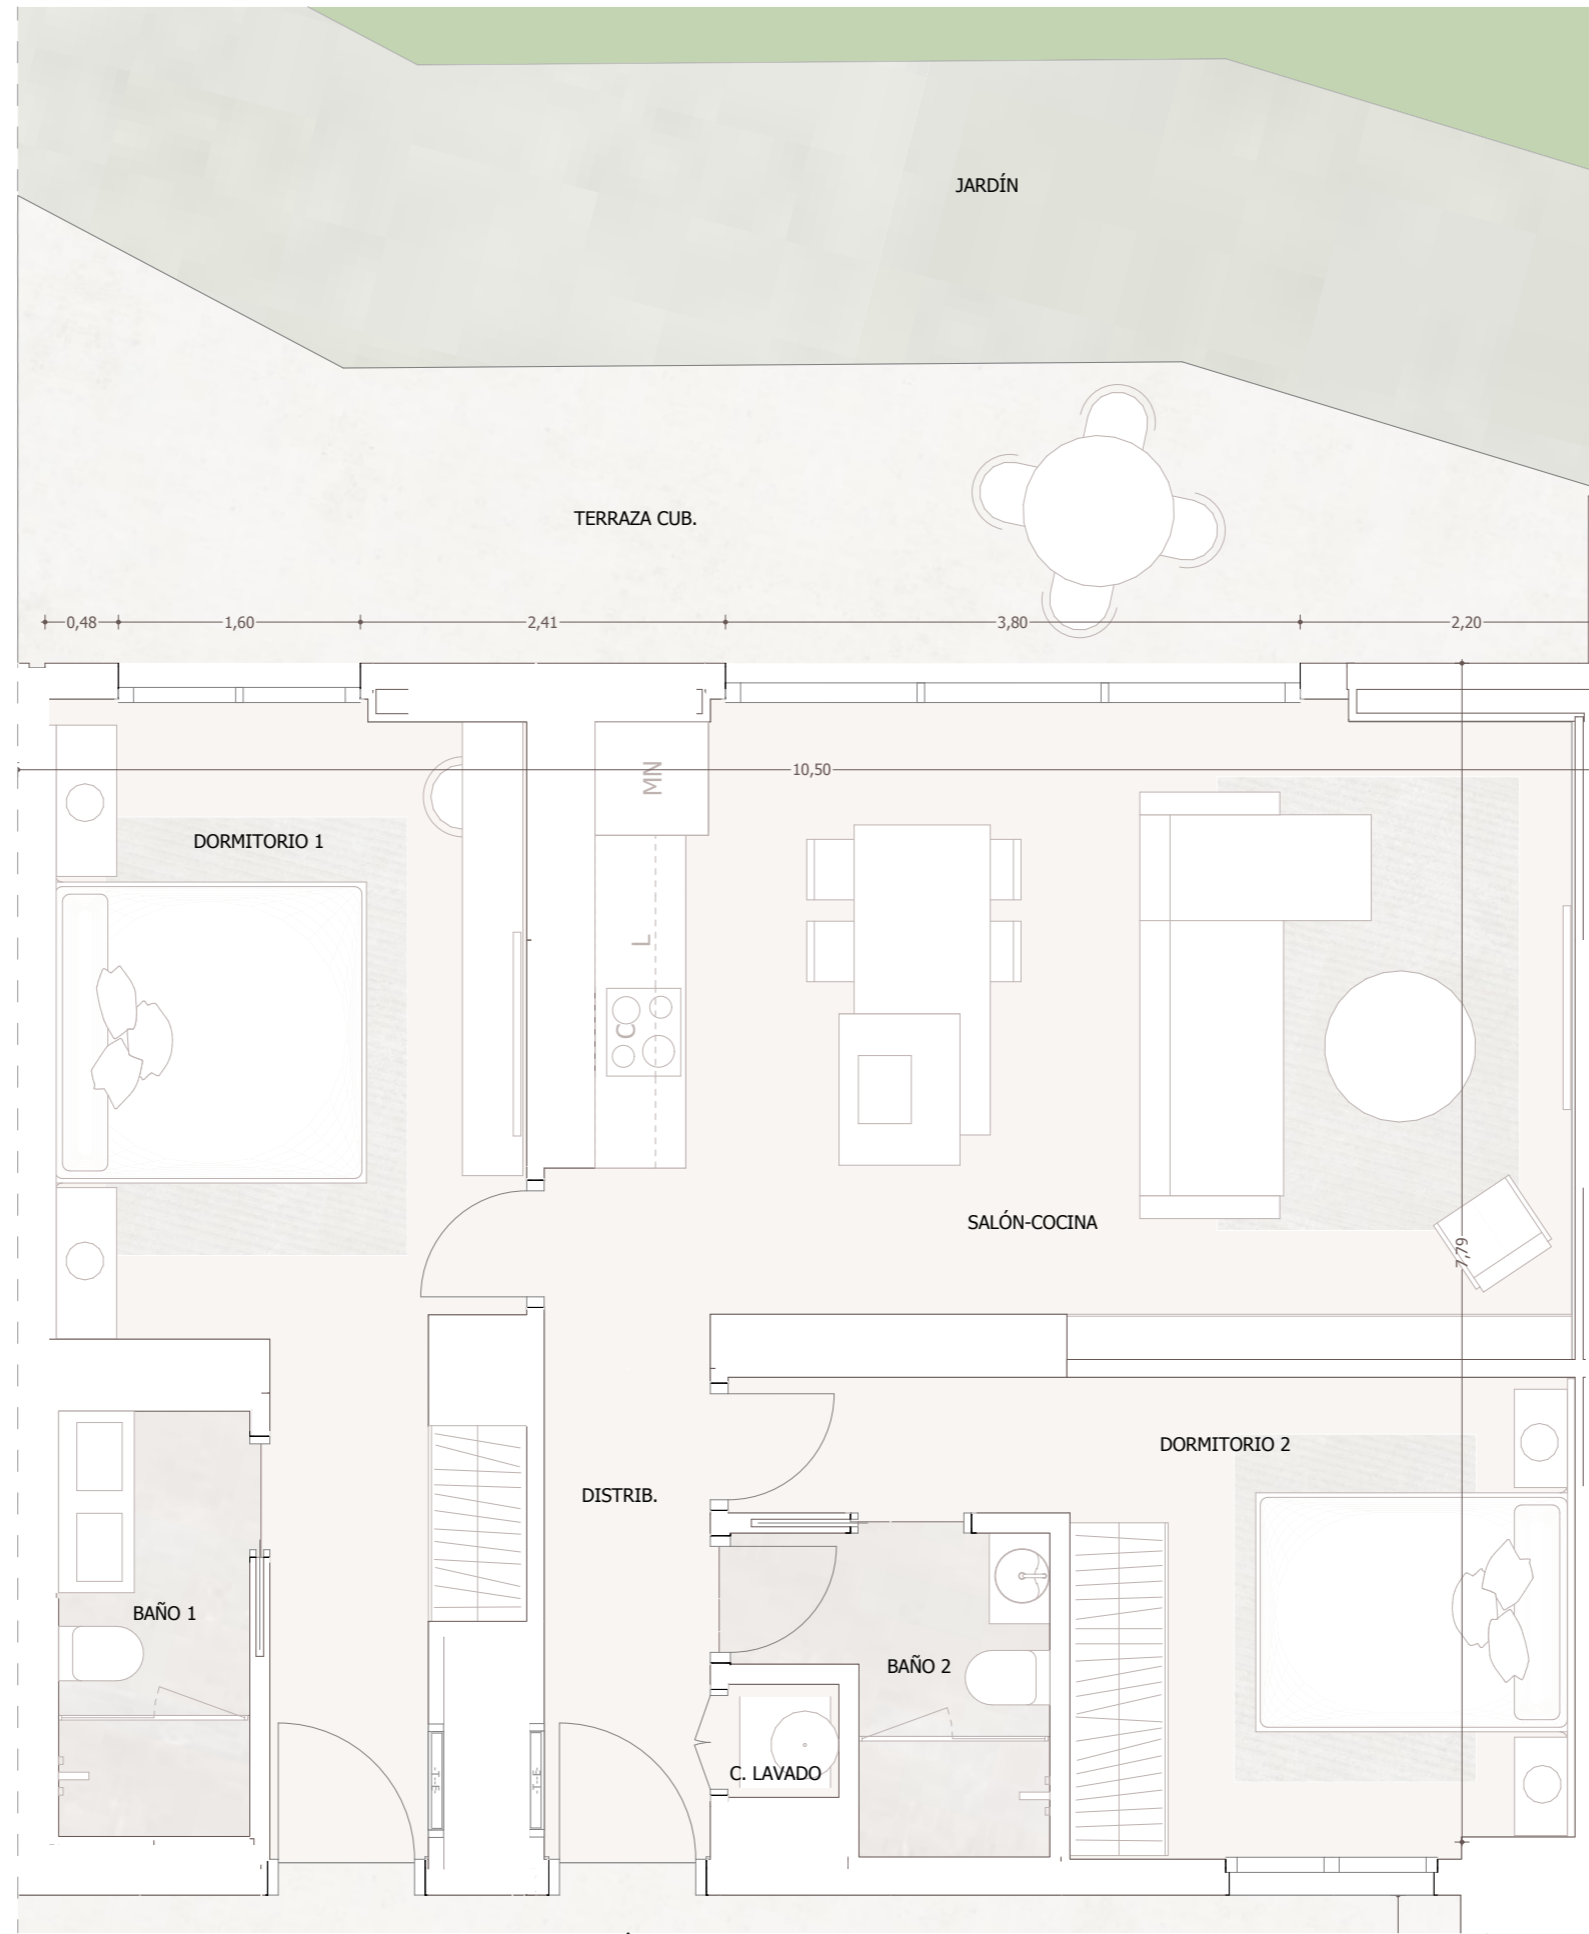 JARDÍN
TERRAZA CUB.
0,48
1,60
2,41
3,80
2,20
10,50
MN
DORMITORIO 1
L
C
SALÓN-COCINA
7,79
DORMITORIO 2
DISTRIB.
BAÑO 1
BAÑO 2
C. LAVADO